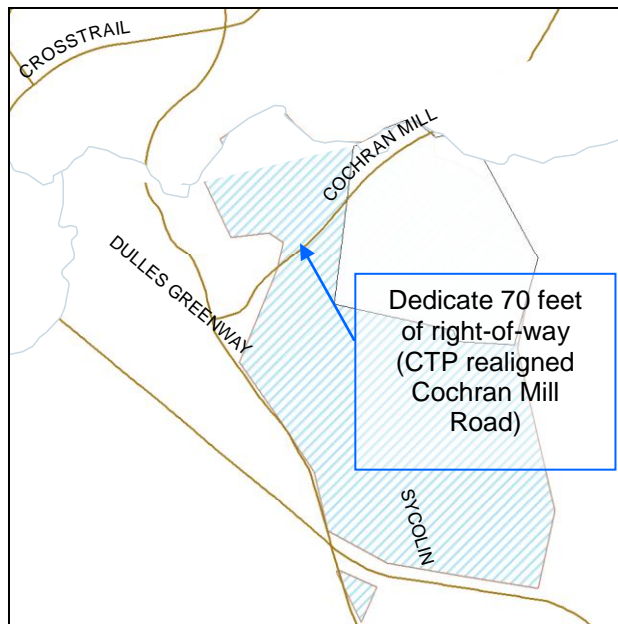 CROSSTRAIL
COCHRAN MILL
DULLES GREENWAY
Dedicate 70 feet
of right-of-way
(CTP realigned
Cochran Mill
Road)
SYCOLIN